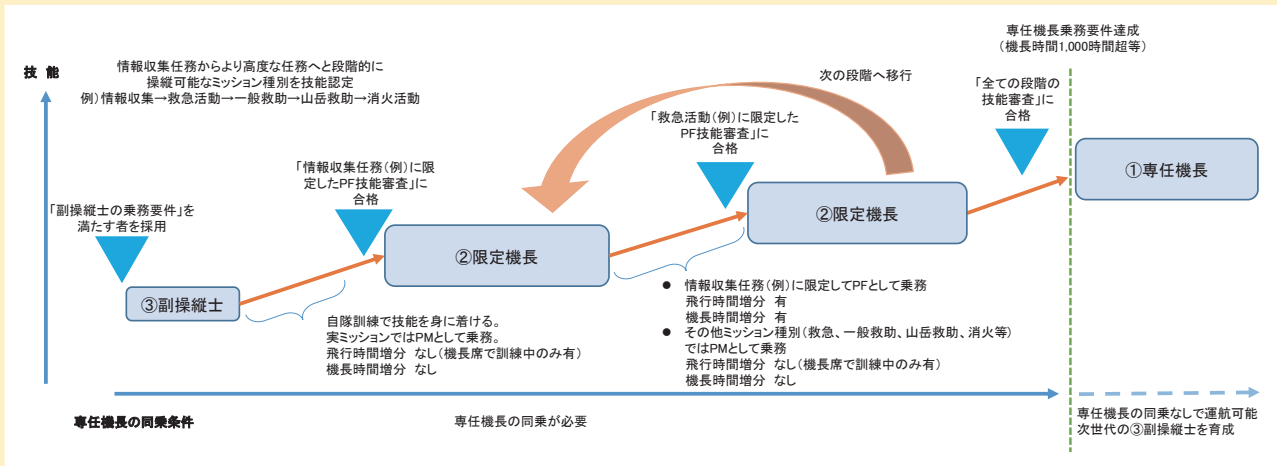 専任機長乗務要件達成
（機長時間1,000時間超等）
技 能
情報収集任務からより高度な任務へと段階的に
操縦可能なミッション種別を技能認定
例）情報収集→救急活動→一般救助→山岳救助→消火活動
次の段階へ移行
「全ての段階の
技能審査」に
合格
「救急活動（例）に限定した
PF技能審査」に
合格
「情報収集任務（例）に限
定したPF技能審査」に
合格
①専任機長
「副操縦士の乗務要件」を
満たす者を採用
②限定機長
②限定機長
③副操縦士
自隊訓練で技能を身に着ける。
実ミッションではPMとして乗務。
飛行時間増分 なし（機長席で訓練中のみ有）
機長時間増分 なし
● 情報収集任務（例）に限定してPFとして乗務
飛行時間増分 有
機長時間増分 有
● その他ミッション種別（救急、一般救助、山岳救助、消火等）
ではPMとして乗務
飛行時間増分 なし（機長席で訓練中のみ有）
機長時間増分 なし
専任機長の同乗条件
専任機長の同乗が必要
専任機長の同乗なしで運航可能
次世代の③副操縦士を育成